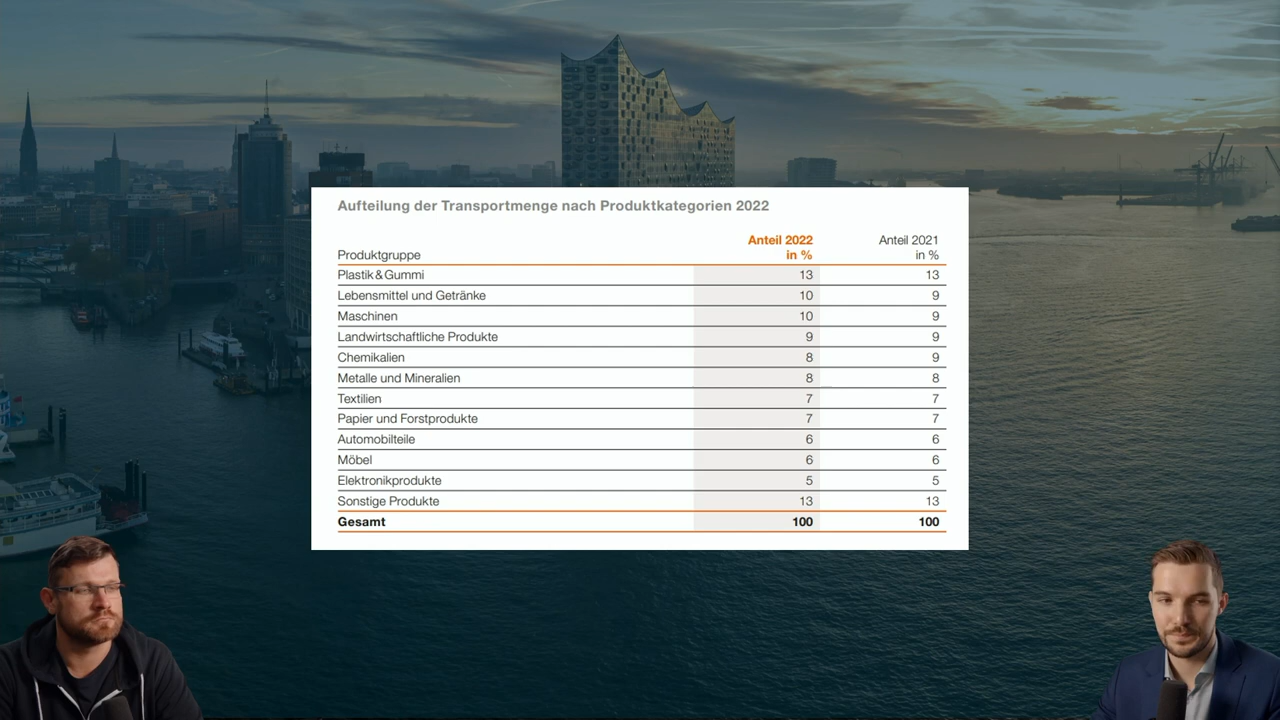 Aufteilung der Transportmenge nach Produktkategorien 2022
Produktgruppe Anteil 2022 in % Anteil 2021 in %
Plastik & Gummi 13 13
Lebensmittel und Getränke 10 9
Maschinen 10 9
Landwirtschaftliche Produkte 9 9
Chemikalien 8 9
Metalle und Mineralien 8 8
Textilien 7 7
Papier und Forstprodukte 7 7
Automobilteile 6 6
Möbel 6 6
Elektronikprodukte 5 5
Sonstige Produkte 13 13
Gesamt 100 100